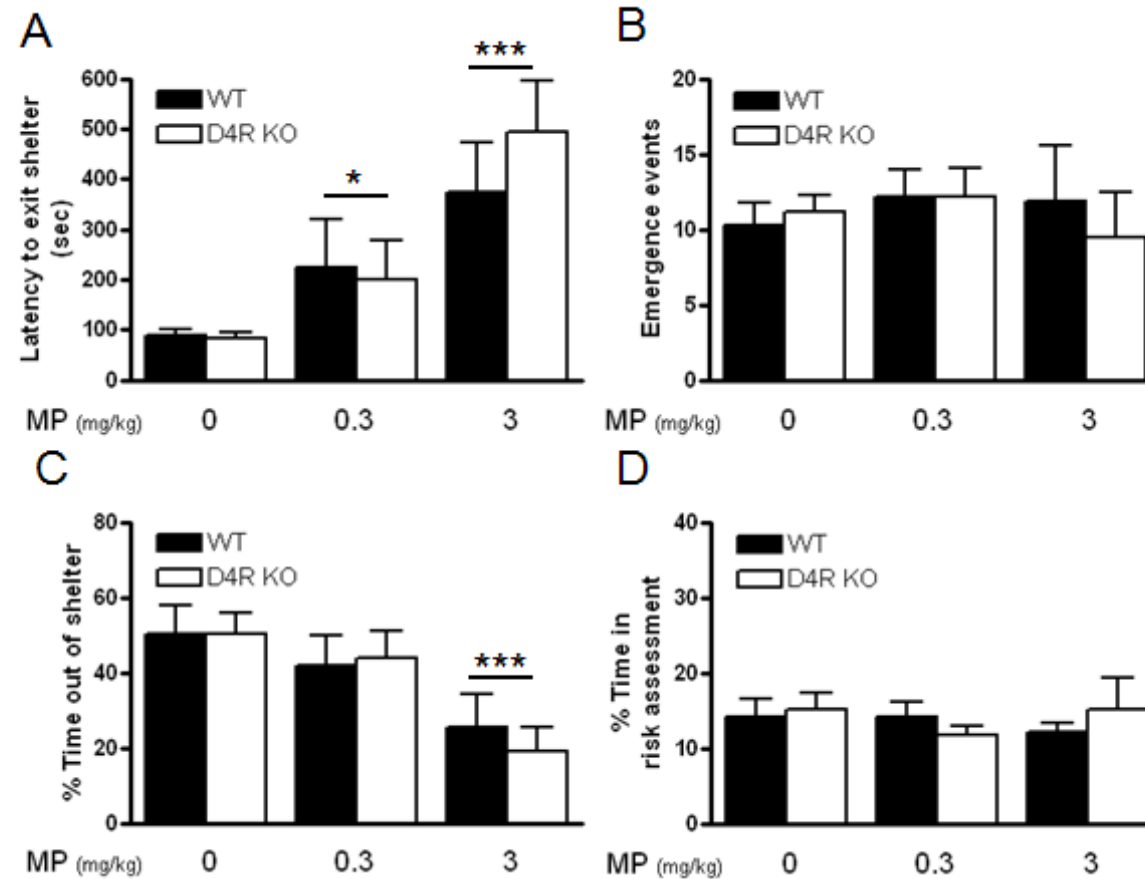 A
***
600
500
400
300
200
100
0
Latency to exit shelter
(sec)
WT
D4R KO
*
MP (mg/kg) 0 0.3 3
B
20
15
10
5
0
Emergence events
WT
D4R KO
MP (mg/kg) 0 0.3 3
C
80
60
40
20
0
% Time out of shelter
WT
D4R KO
***
MP (mg/kg) 0 0.3 3
D
40
30
20
10
0
% Time in
risk assessment
WT
D4R KO
MP (mg/kg) 0 0.3 3